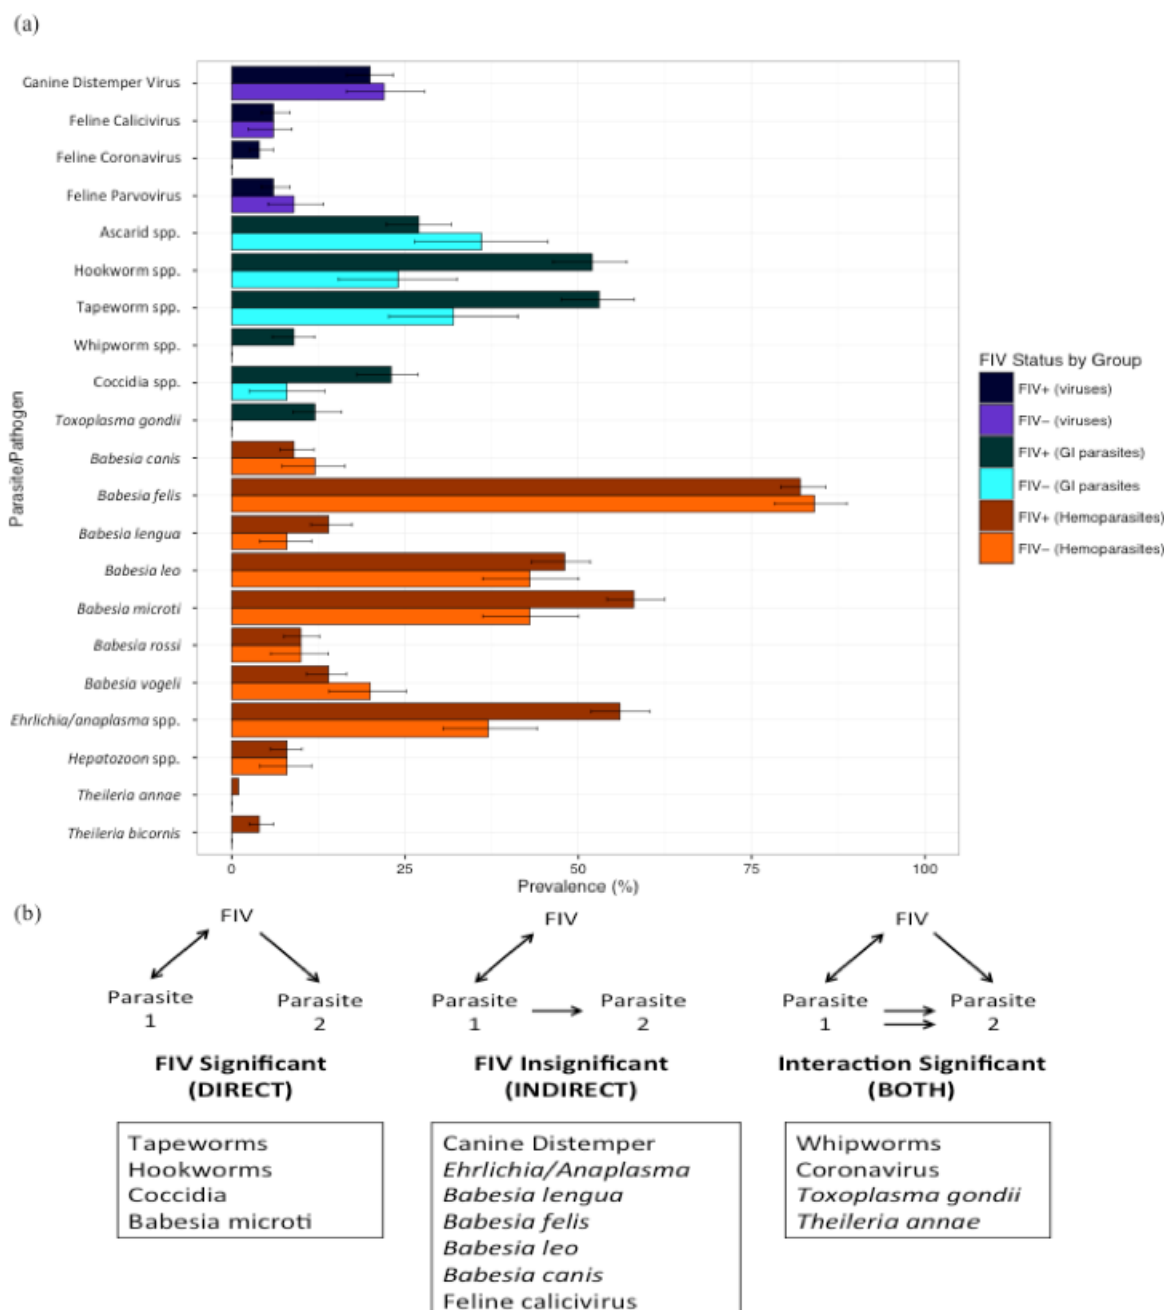 (a)
Canine Distemper Virus
Feline Calicivirus
Feline Coronavirus
Feline Parvovirus
Ascarid spp.
Hookworm spp.
Tapeworm spp.
Whipworm spp.
Coccidia spp.
Toxoplasma gondii
Babesia canis
Babesia felis
Babesia lengua
Babesia leo
Babesia microti
Babesia rossi
Babesia vogeli
Ehrlichia/anaplasma spp.
Hepatozoon spp.
Theileria annae
Theileria bicornis
Parasite/Pathogen
0 25 50 75 100
Prevalence (%)
FIV Status by Group
FIV+ (viruses)
FIV− (viruses)
FIV+ (GI parasites)
FIV− (GI parasites
FIV+ (Hemoparasites)
FIV− (Hemoparasites)
(b)
FIV
Parasite 1
Parasite 2
FIV Significant
(DIRECT)
Tapeworms
Hookworms
Coccidia
Babesia microti
FIV
Parasite 1
Parasite 2
FIV Insignificant
(INDIRECT)
Canine Distemper
Ehrlichia/Anaplasma
Babesia lengua
Babesia felis
Babesia leo
Babesia canis
Feline calicivirus
FIV
Parasite 1
Parasite 2
Interaction Significant
(BOTH)
Whipworms
Coronavirus
Toxoplasma gondii
Theileria annae